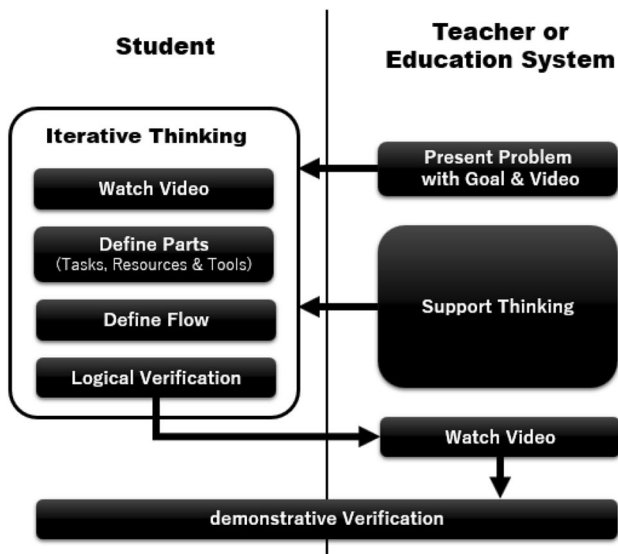 Student
Teacher or
Education System
Iterative Thinking
Watch Video
Define Parts
(Tasks, Resources & Tools)
Define Flow
Logical Verification
Present Problem
with Goal & Video
Support Thinking
Watch Video
demonstrative Verification